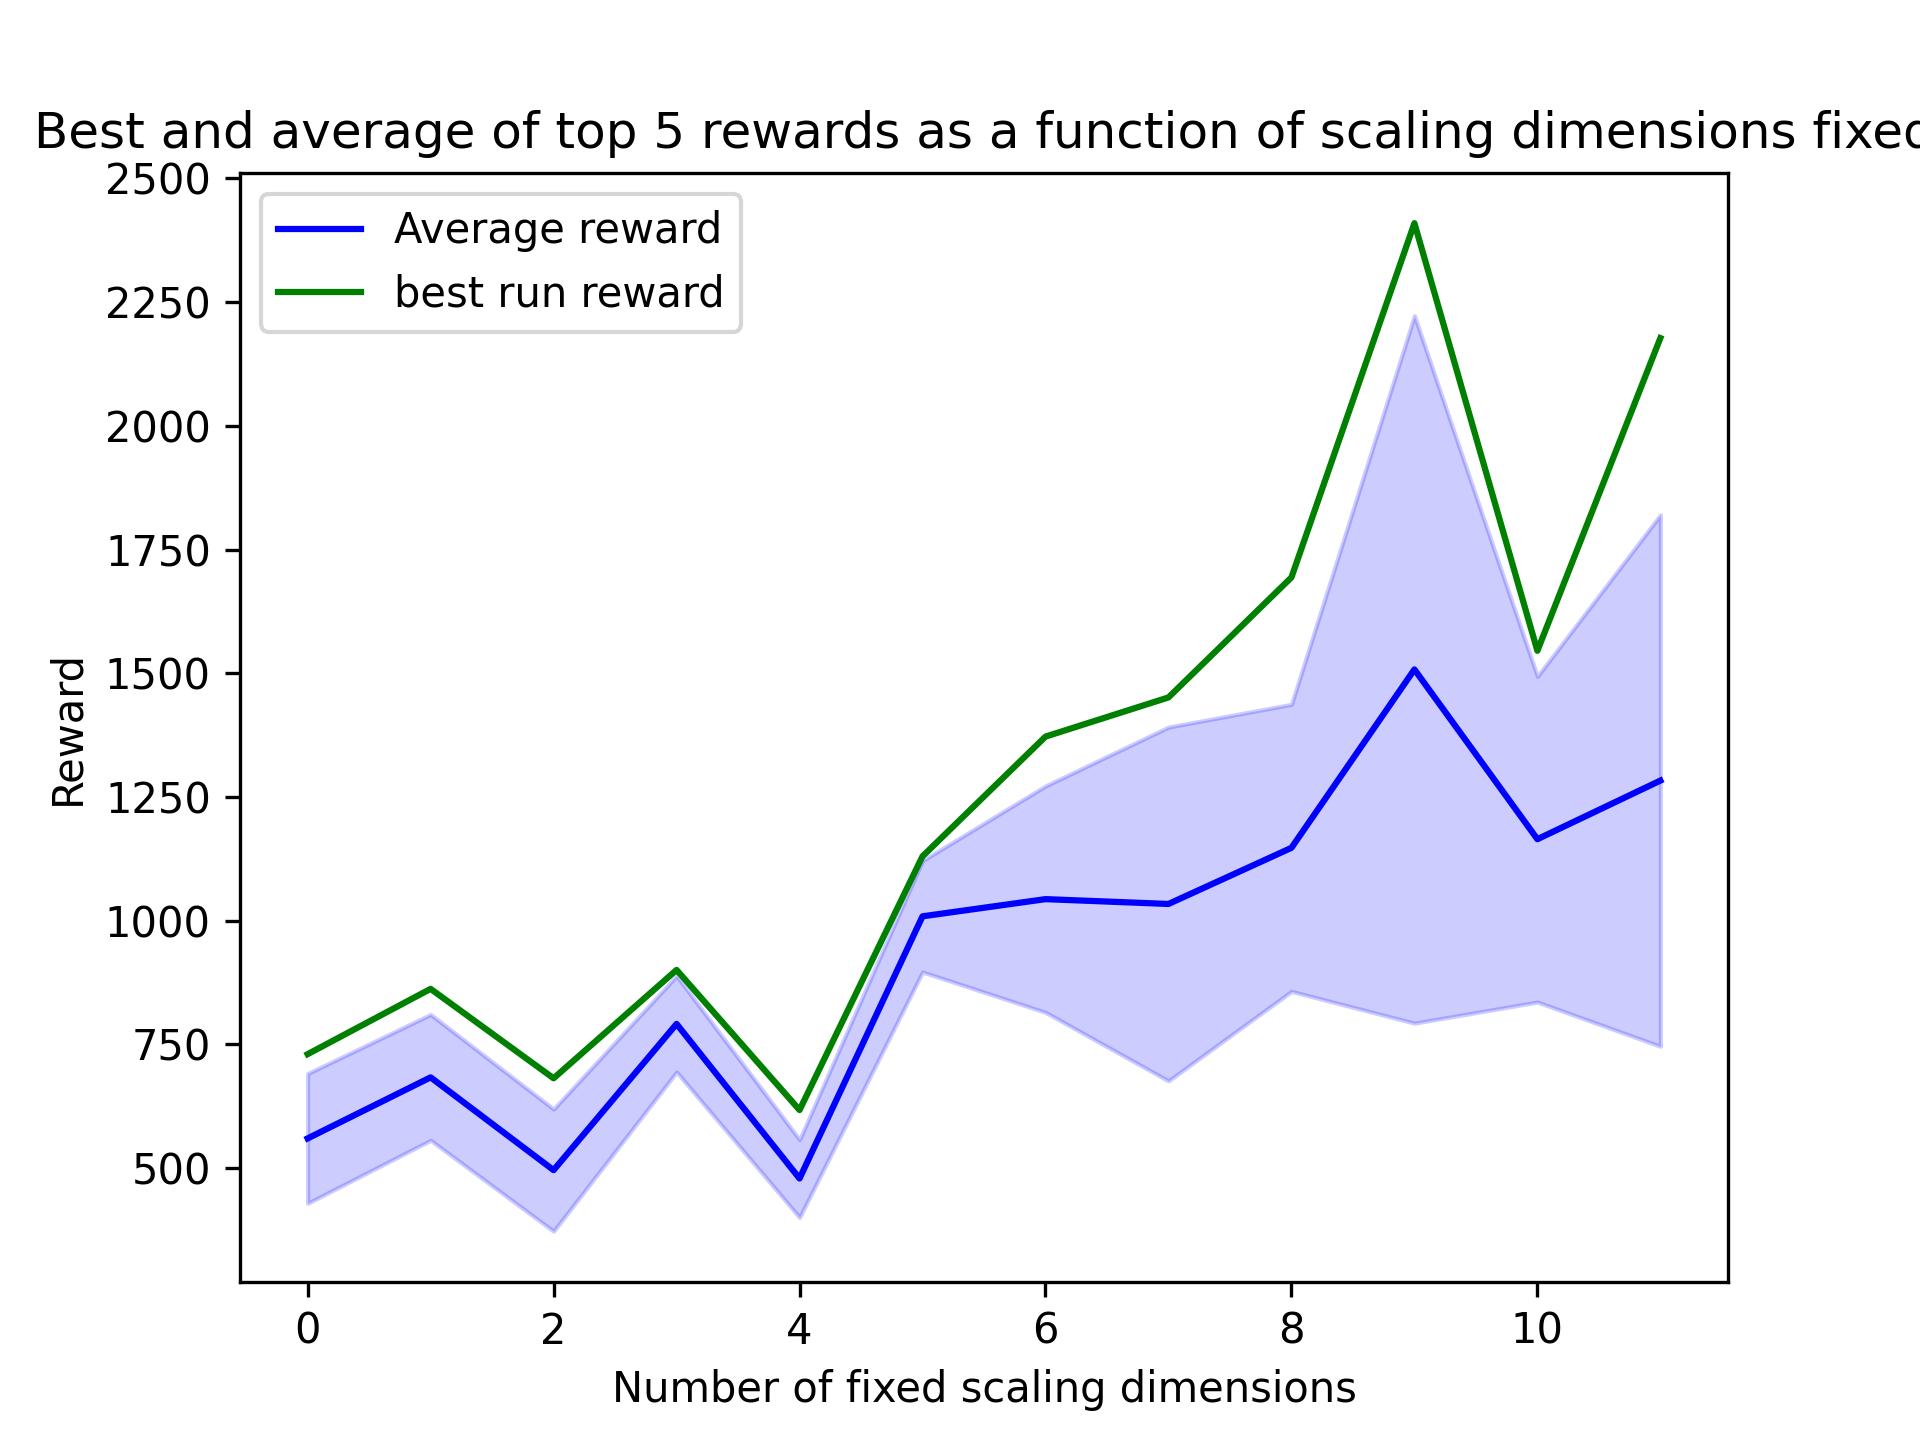 Best and average of top 5 rewards as a function of scaling dimensions fixed
2500
2250
2000
1750
1500
1250
1000
750
500
Average reward
best run reward
Reward
0 2 4 6 8 10
Number of fixed scaling dimensions